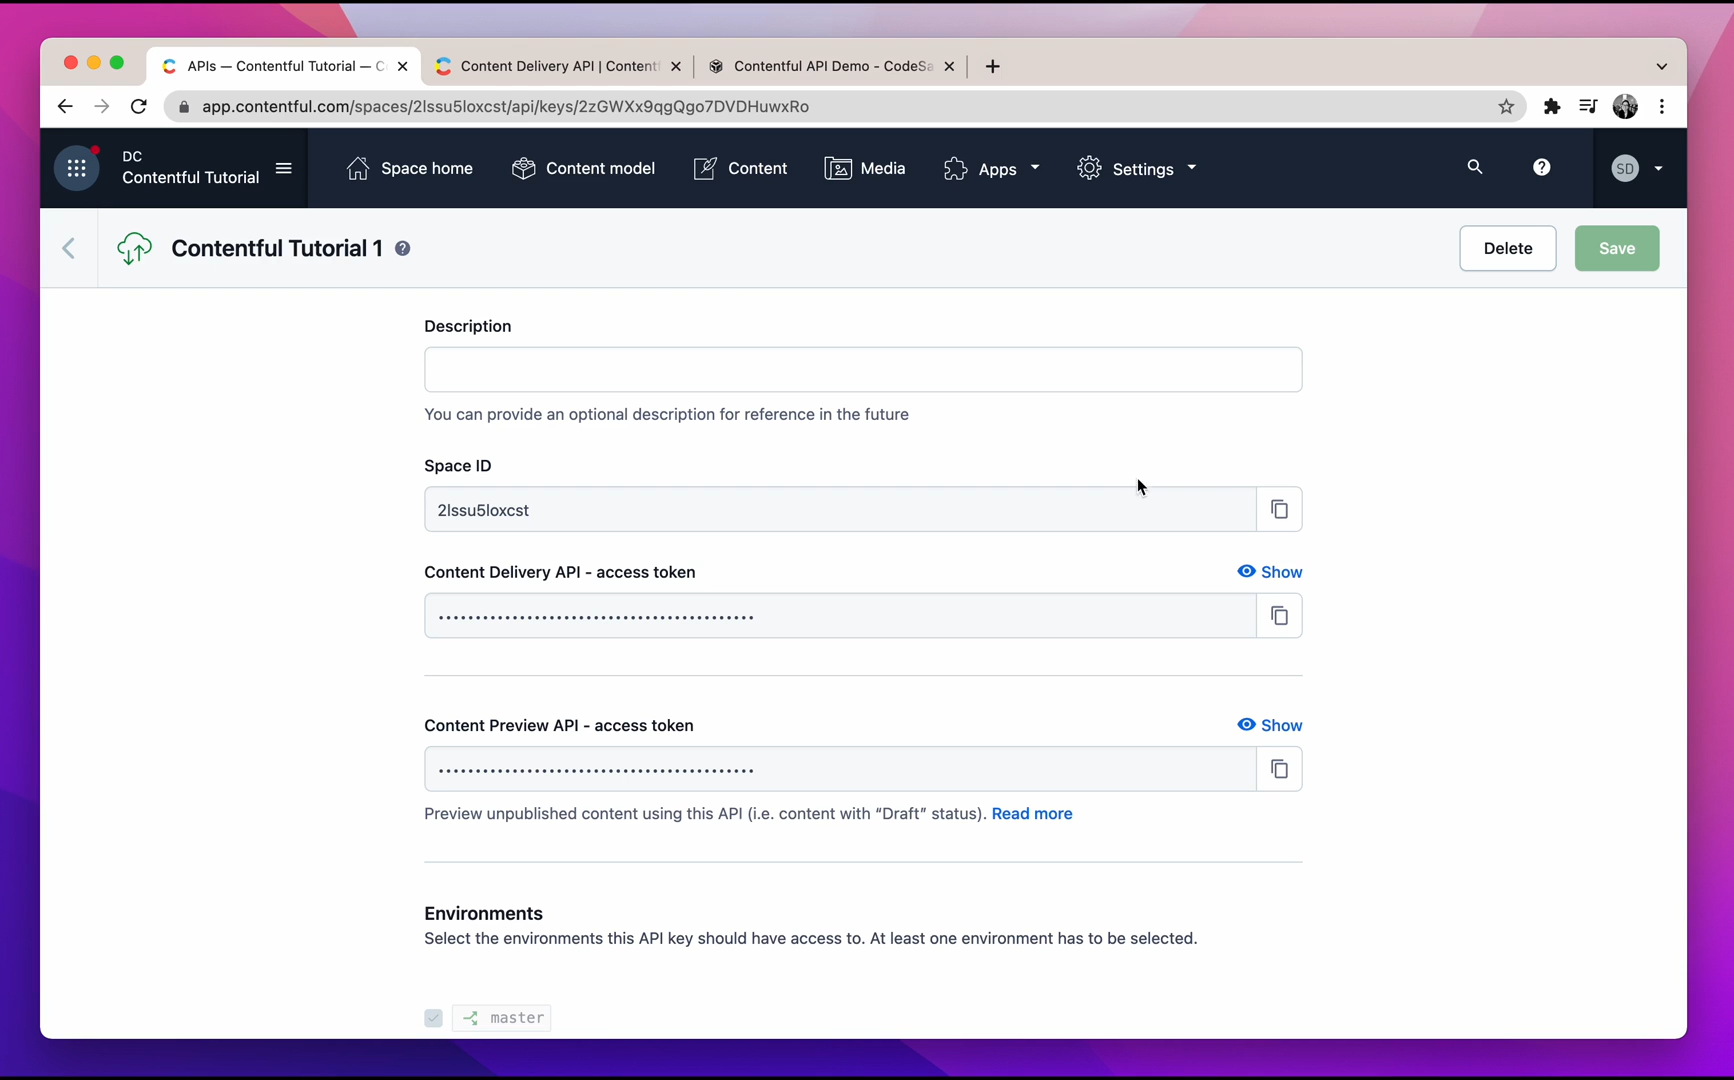 APIs — Contentful Tutorial — C
Content Delivery API | Content
Contentful API Demo - CodeSa
app.contentful.com/spaces/2lssu5loxcst/api/keys/2zGWXx9qgQgo7DVDHuwxRo
DC
Contentful Tutorial
Space home
Content model
Content
Media
Apps
Settings
SD
Contentful Tutorial 1
Delete
Save
Description
You can provide an optional description for reference in the future
Space ID
2lssu5loxcst
Content Delivery API - access token
Show
Content Preview API - access token
Show
Preview unpublished content using this API (i.e. content with “Draft” status). Read more
Environments
Select the environments this API key should have access to. At least one environment has to be selected.
master